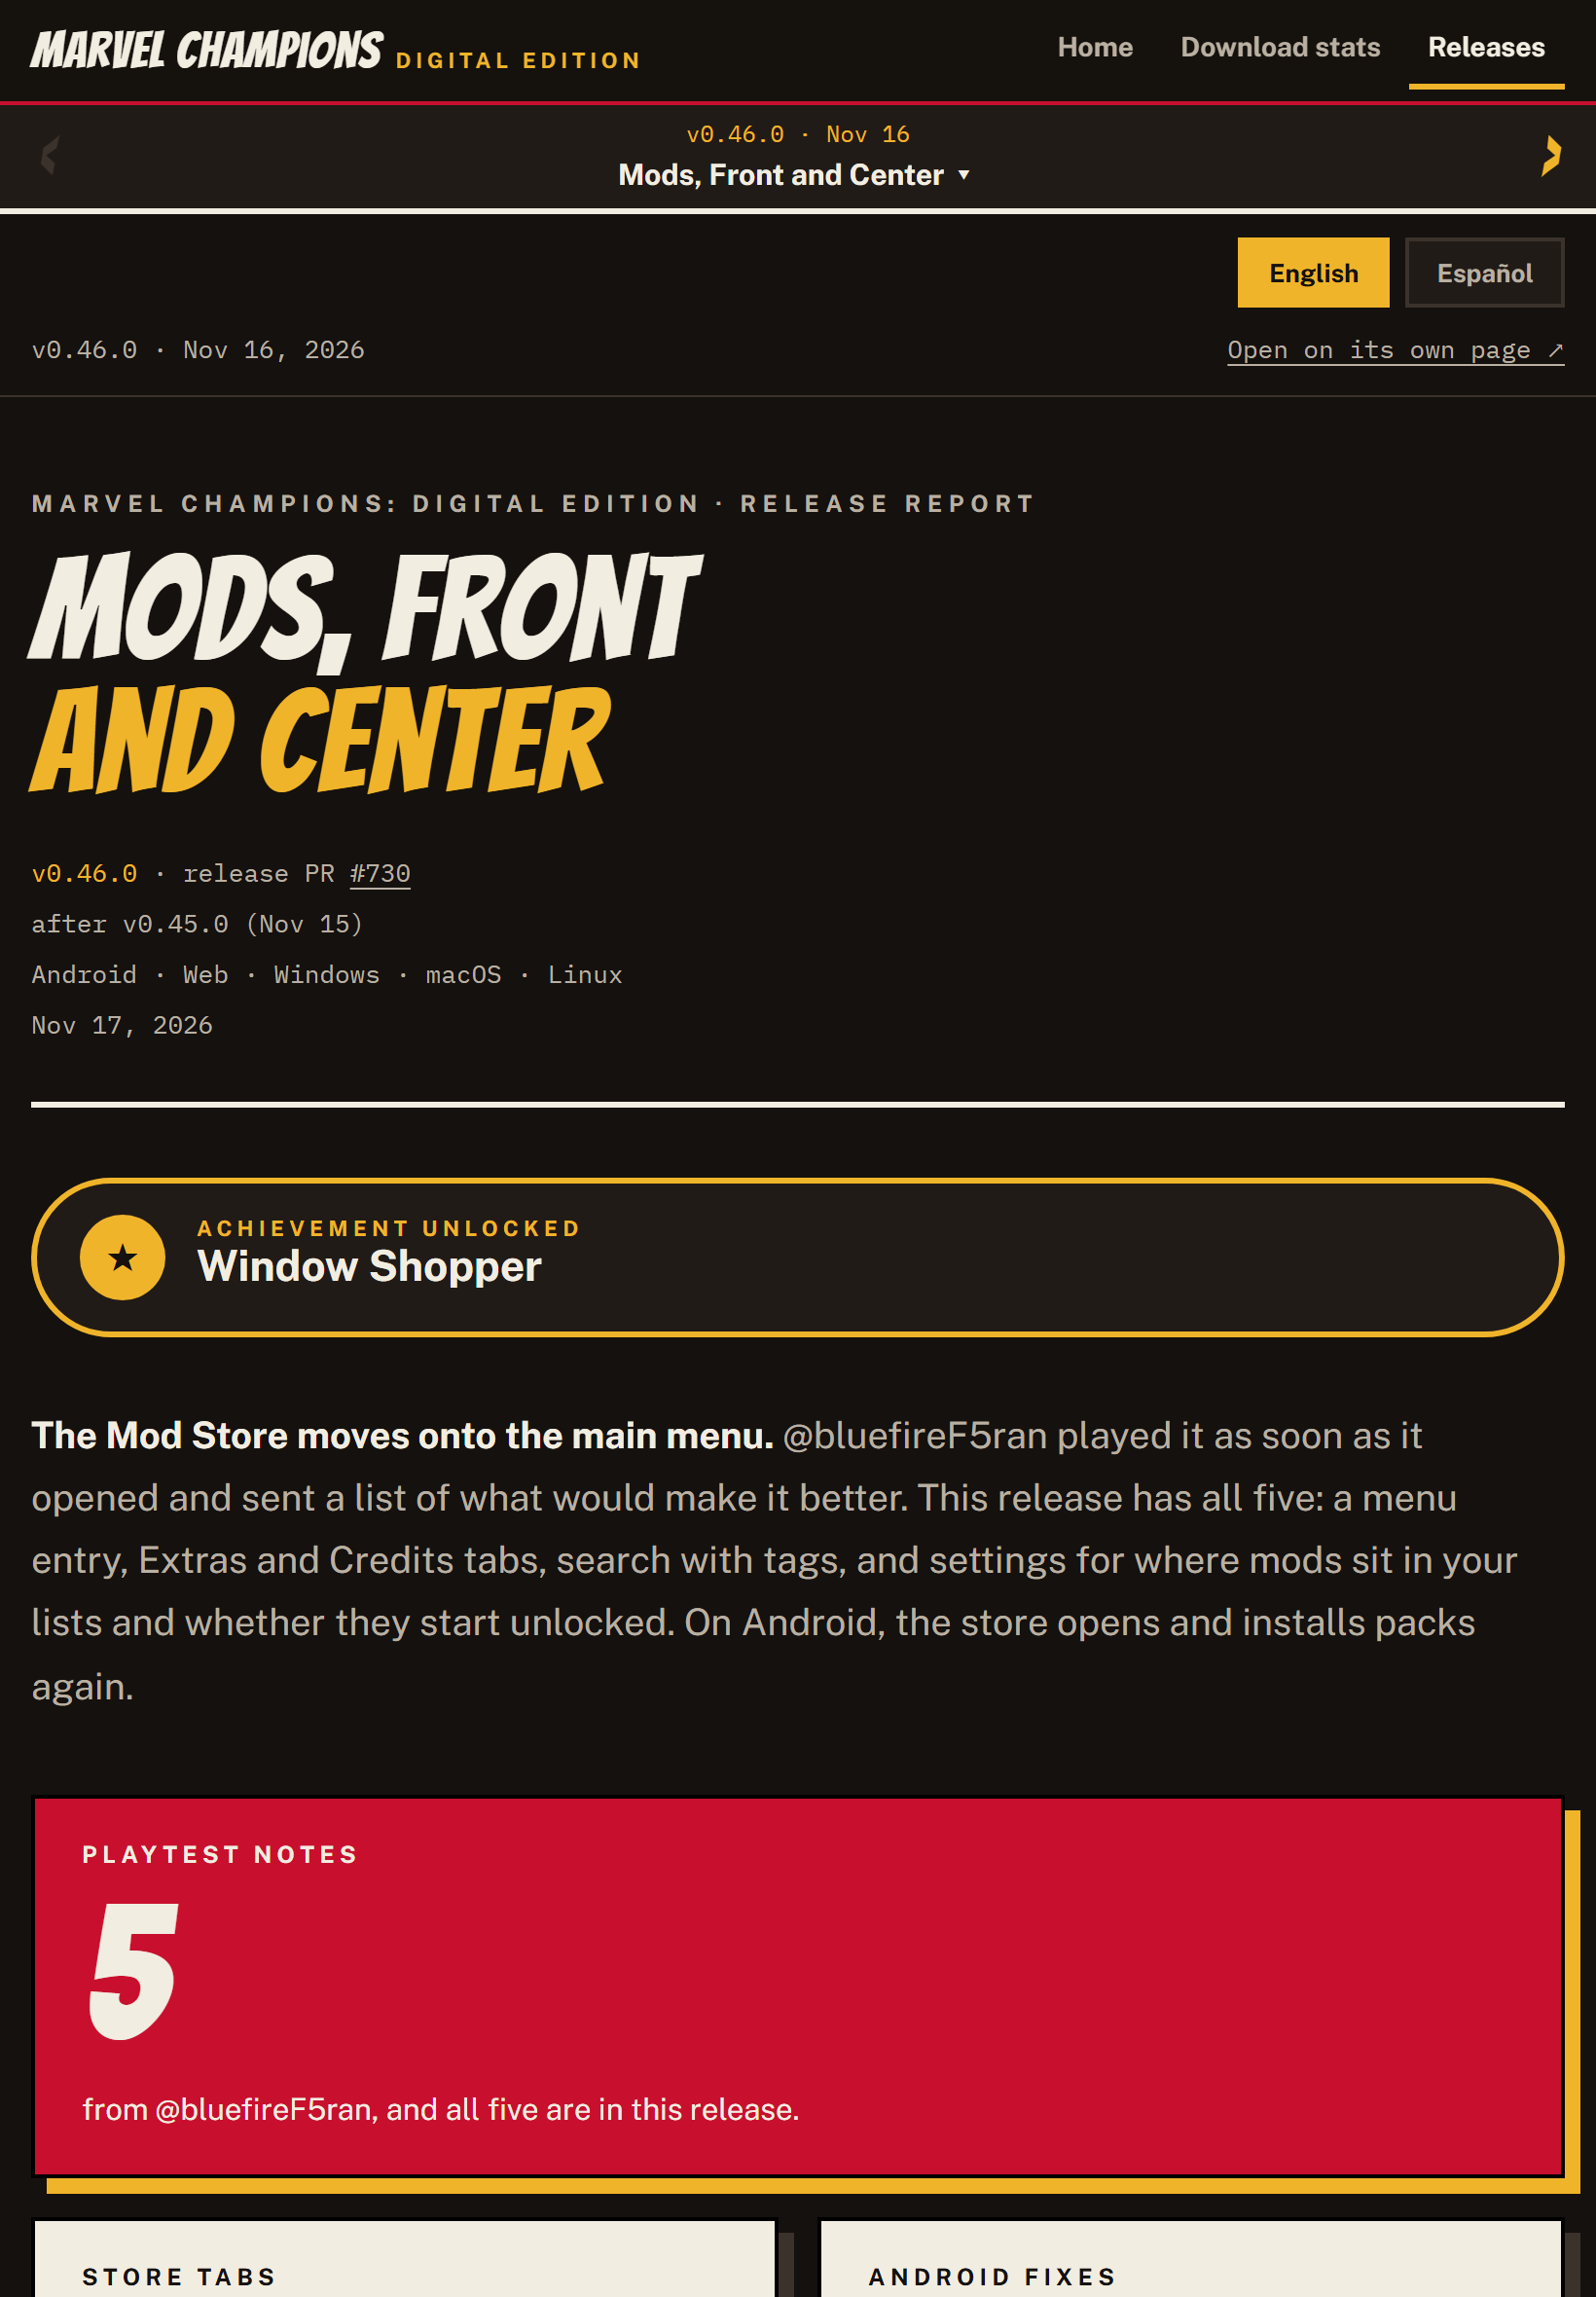 MARVEL CHAMPIONS DIGITAL EDITION
Home Download stats Releases
v0.46.0 · Nov 16
Mods, Front and Center ▼
English Español
v0.46.0 · Nov 16, 2026
Open on its own page ↗
MARVEL CHAMPIONS: DIGITAL EDITION · RELEASE REPORT
MODS, FRONT
AND CENTER
v0.46.0 · release PR #730
after v0.45.0 (Nov 15)
Android · Web · Windows · macOS · Linux
Nov 17, 2026
ACHIEVEMENT UNLOCKED
Window Shopper
The Mod Store moves onto the main menu. @bluefireF5ran played it as soon as it
opened and sent a list of what would make it better. This release has all five: a menu
entry, Extras and Credits tabs, search with tags, and settings for where mods sit in your
lists and whether they start unlocked. On Android, the store opens and installs packs
again.
PLAYTEST NOTES
5
from @bluefireF5ran, and all five are in this release.
STORE TABS
ANDROID FIXES